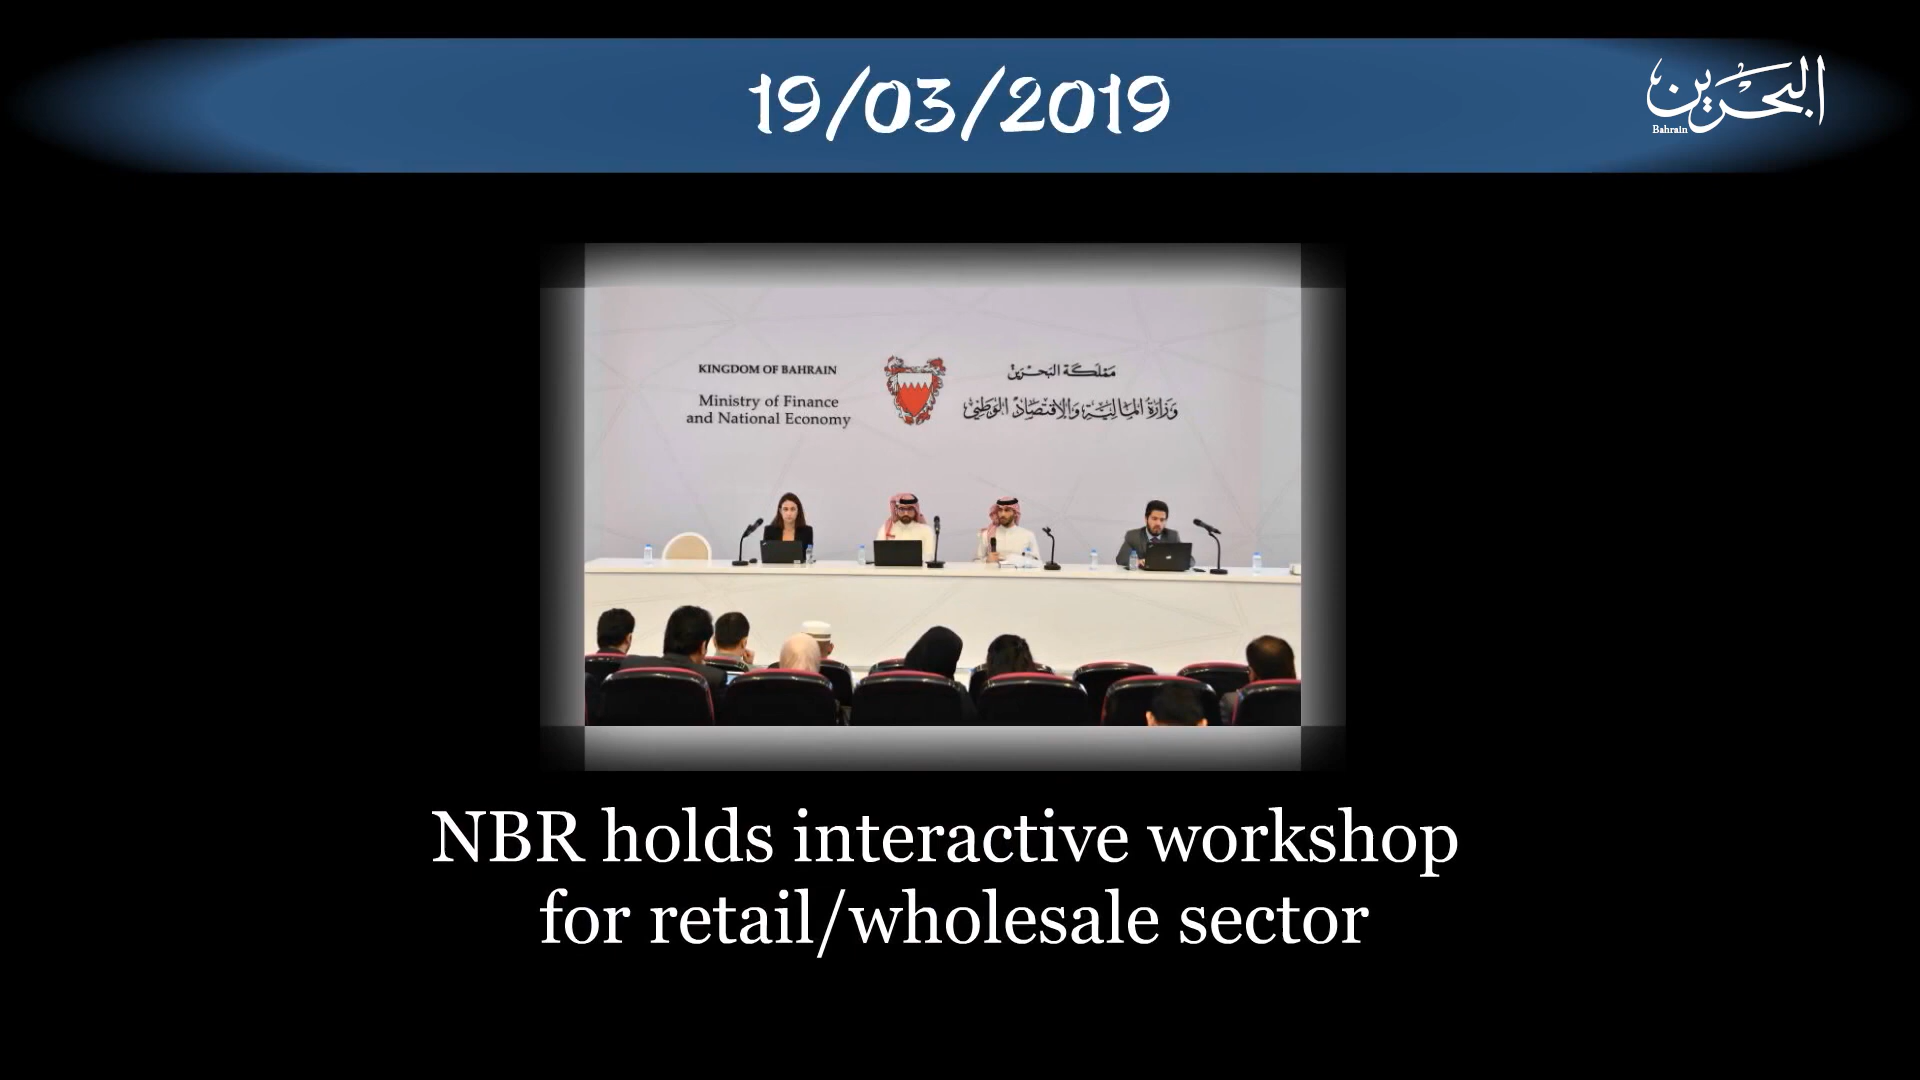 19/03/2019
البحرين
Bahrain
KINGDOM OF BAHRAIN
Ministry of Finance
and National Economy
مملكة البحرين
وزارة المالية والاقتصاد الوطني
NBR holds interactive workshop
for retail/wholesale sector